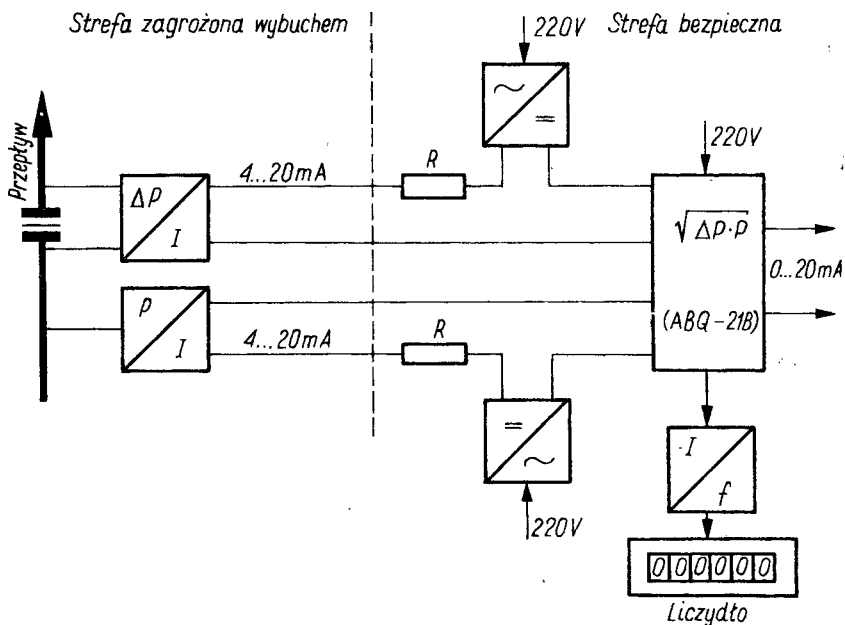 Strefa zagrożona wybuchem
Strefa bezpieczna
220V
~
=
Przepływ
R
220V
4...20mA
ΔP
I
√ΔP·P
0...20mA
P
I
(ABQ-21B)
R
4...20mA
=
~
220V
I
f
000000
Liczydło